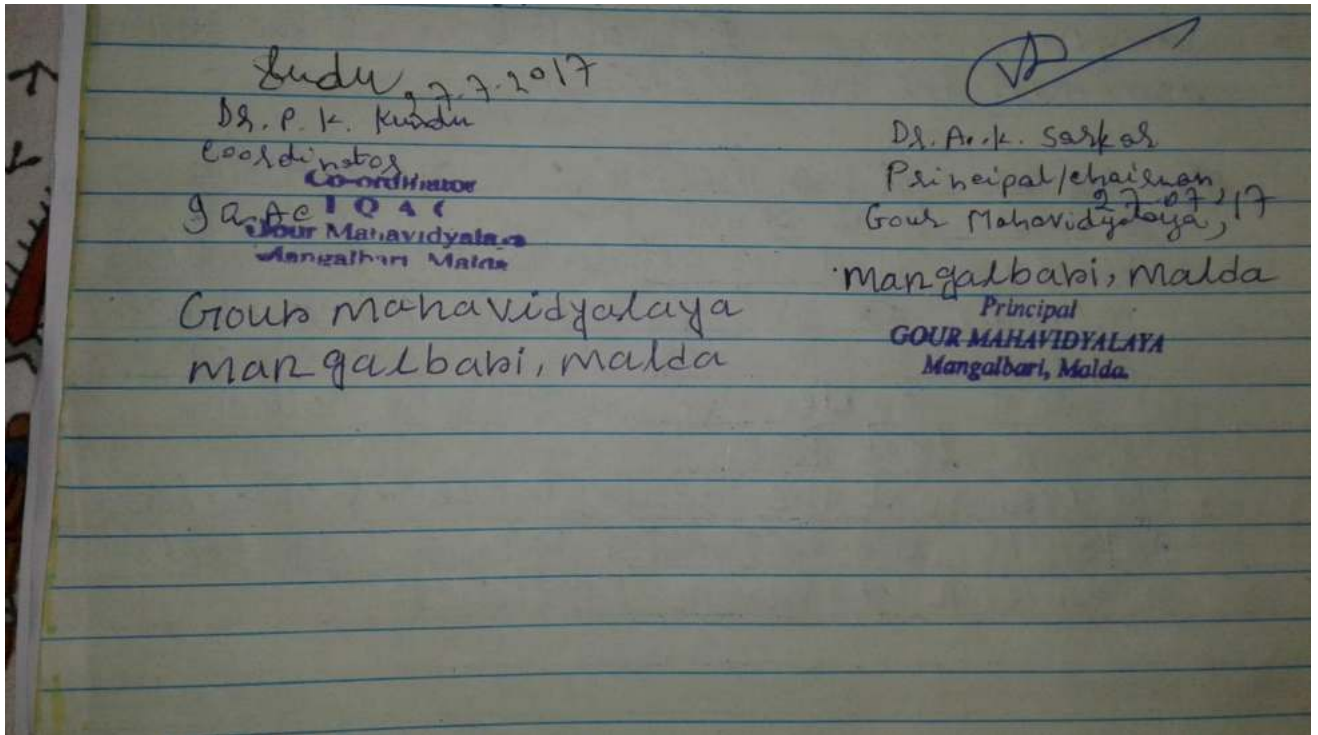 27.7.2017
Dr. P. K. Kundu
Coordinator
Co-ordinator
IQAC
IQAC
Gour Mahavidyalaya
Mangalbari Malda
Gour Mahavidyalaya
Mangalbari, Malda
Dr. A. K. Sarkar
Principal/Chairman,
27.07.17
Gour Mahavidyalaya,
Mangalbari, Malda
Principal
GOUR MAHAVIDYALAYA
Mangalbari, Malda.